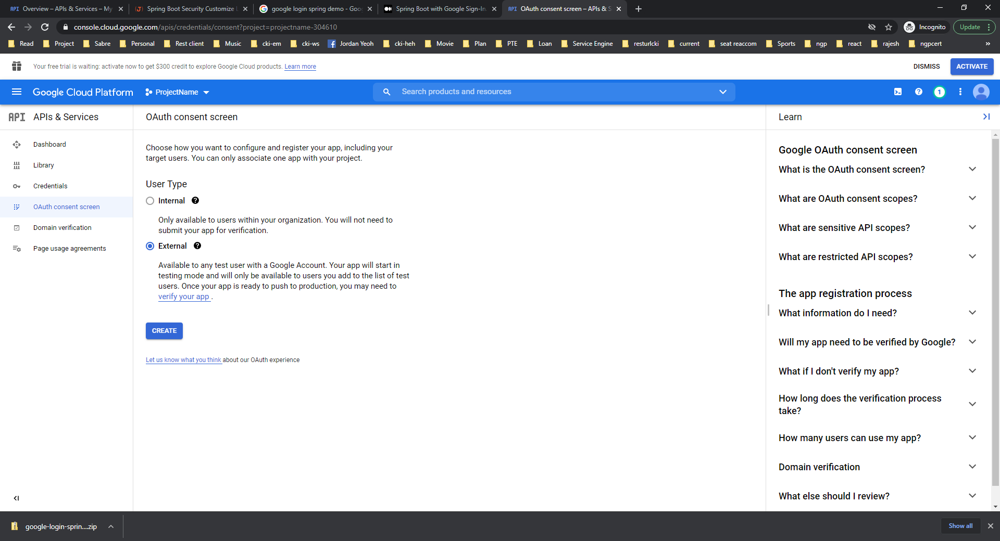 API Overview – APIs & Services – My
Spring Boot Security Customize L
google login spring demo - Goog
Spring Boot with Google Sign-In.
API OAuth consent screen – APIs & S
console.cloud.google.com/apis/credentials/consent?project=projectname-304610
Incognito
Update
Read
Project
Sabre
Personal
Rest client
Music
cki-em
cki-ws
Jordan Yeoh
cki-heh
Movie
Plan
PTE
Loan
Service Engine
resturlcki
current
seat reaccom
Sports
ngp
react
rajesh
ngpcert
»
Your free trial is waiting: activate now to get $300 credit to explore Google Cloud products. Learn more
DISMISS
ACTIVATE
Google Cloud Platform
ProjectName
Search products and resources
1
API APIs & Services
Dashboard
Library
Credentials
OAuth consent screen
Domain verification
Page usage agreements
OAuth consent screen
Choose how you want to configure and register your app, including your
target users. You can only associate one app with your project.
User Type
Internal
Only available to users within your organization. You will not need to
submit your app for verification.
External
Available to any test user with a Google Account. Your app will start in
testing mode and will only be available to users you add to the list of test
users. Once your app is ready to push to production, you may need to
verify your app .
CREATE
Let us know what you think about our OAuth experience
Learn
Google OAuth consent screen
What is the OAuth consent screen?
What are OAuth consent scopes?
What are sensitive API scopes?
What are restricted API scopes?
The app registration process
What information do I need?
Will my app need to be verified by Google?
What if I don't verify my app?
How long does the verification process
take?
How many users can use my app?
Domain verification
What else should I review?
google-login-sprin....zip
Show all